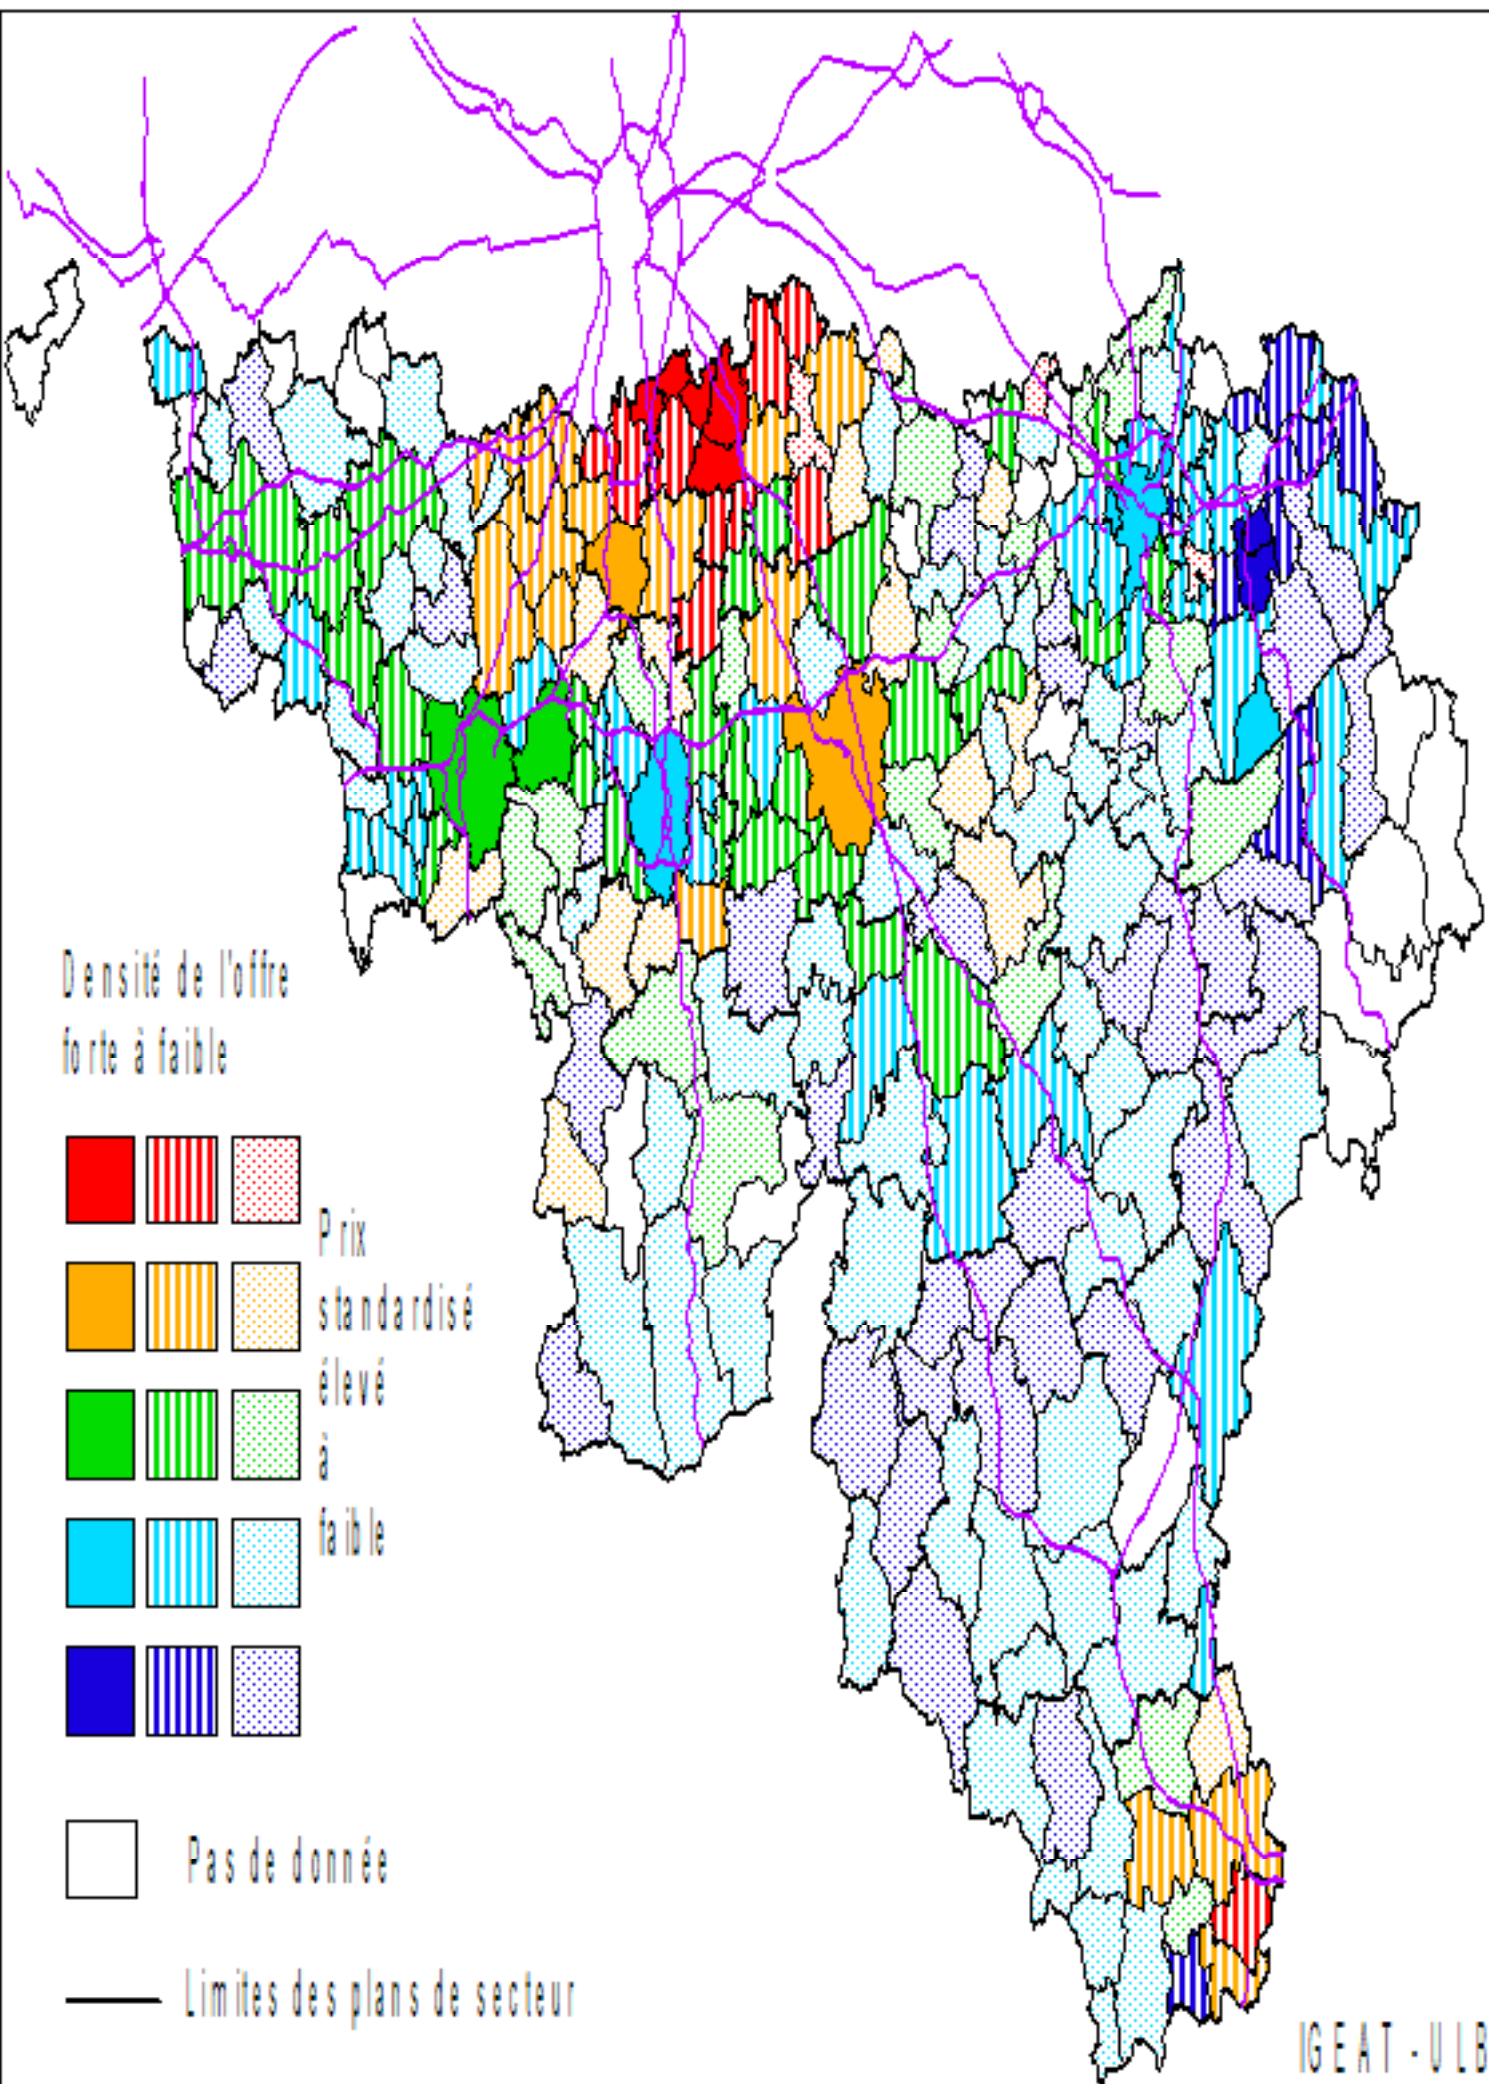 Densité de l'offre
forte à faible
Prix
standardisé
élevé
à
faible
Pas de donnée
Limites des plans de secteur
IGEAT - ULB